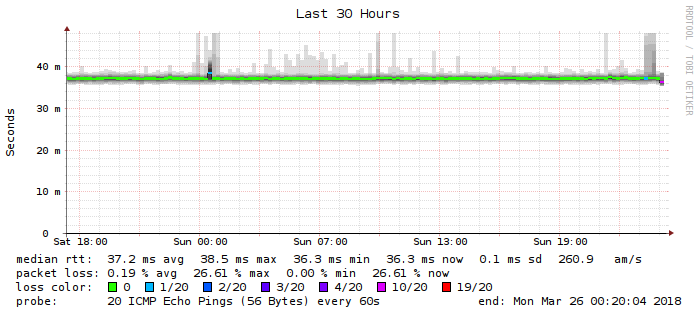 Last 30 Hours
RRDTOOL / TOBI OETIKER
Seconds
40 m
30 m
20 m
10 m
0
Sat 18:00 Sun 00:00 Sun 07:00 Sun 13:00 Sun 19:00
median rtt: 37.2 ms avg 38.5 ms max 36.3 ms min 36.3 ms now 0.1 ms sd 260.9 am/s
packet loss: 0.19 % avg 26.61 % max 0.00 % min 26.61 % now
loss color: 0 1/20 2/20 3/20 4/20 10/20 19/20
probe: 20 ICMP Echo Pings (56 Bytes) every 60s end: Mon Mar 26 00:20:04 2018